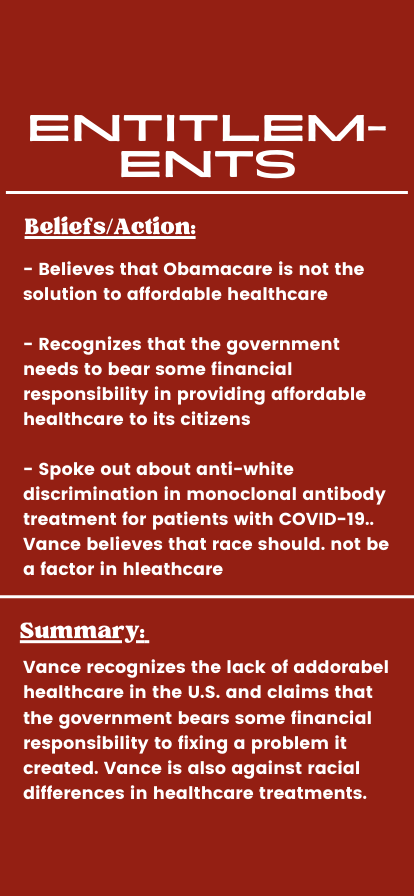 ENTITLEM-
ENTS
Beliefs/Action:
- Believes that Obamacare is not the
solution to affordable healthcare
- Recognizes that the government
needs to bear some financial
responsibility in providing affordable
healthcare to its citizens
- Spoke out about anti-white
discrimination in monoclonal antibody
treatment for patients with COVID-19..
Vance believes that race should. not be
a factor in hleathcare
Summary:
Vance recognizes the lack of addorabel
healthcare in the U.S. and claims that
the government bears some financial
responsibility to fixing a problem it
created. Vance is also against racial
differences in healthcare treatments.